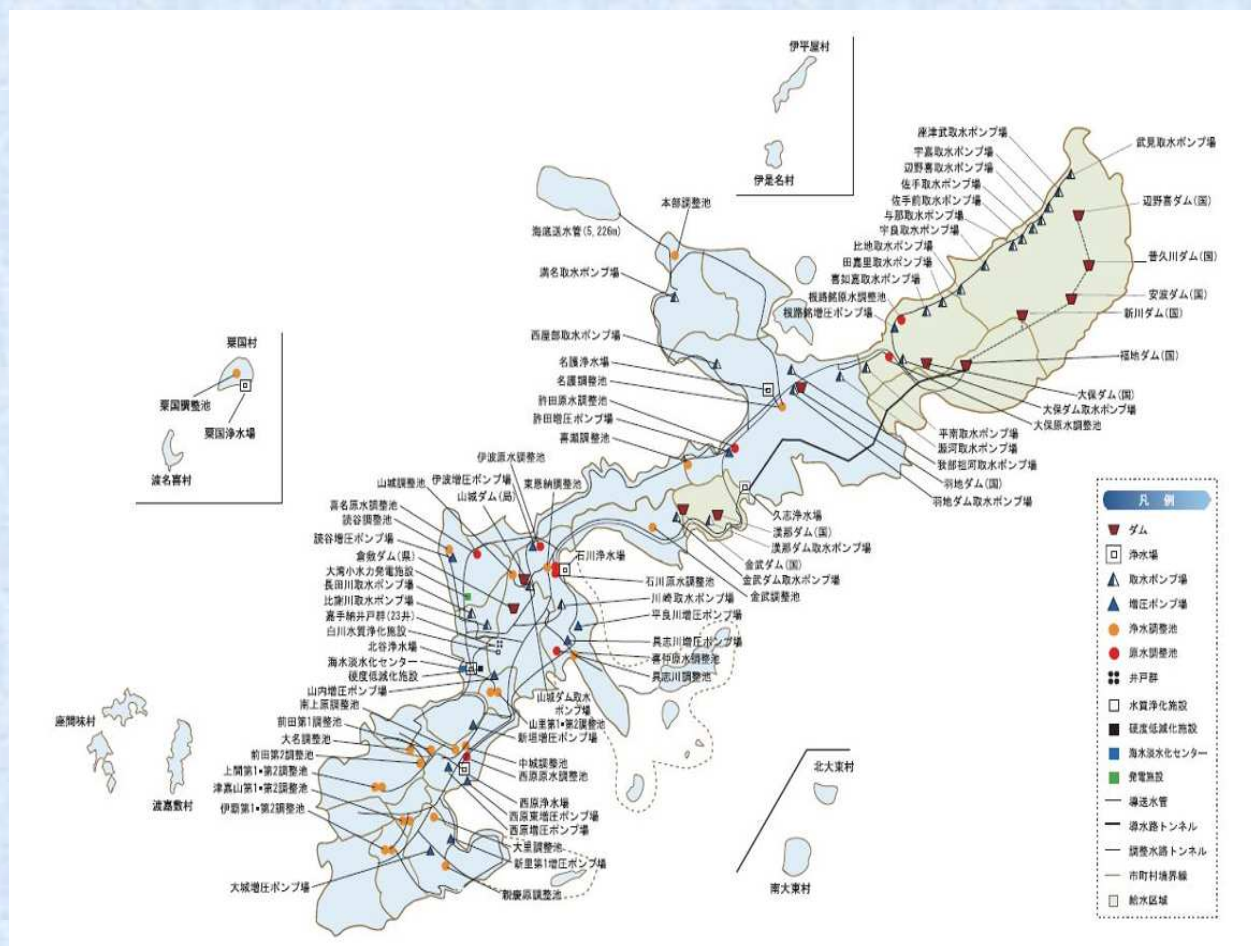 伊平屋村
伊是名村
座津武取水ポンプ場
宇嘉取水ポンプ場
辺野喜取水ポンプ場
佐手取水ポンプ場
佐手前取水ポンプ場
与那取水ポンプ場
宇良取水ポンプ場
比地取水ポンプ場
田嘉里取水ポンプ場
喜如嘉取水ポンプ場
根路銘原水調整池
根路銘増圧ポンプ場
武見取水ポンプ場
辺野喜ダム(国)
普久川ダム(国)
安波ダム(国)
新川ダム(国)
福地ダム(国)
大保ダム(国)
大保ダム取水ポンプ場
大保原水調整池
平南取水ポンプ場
源河取水ポンプ場
羽地ダム(国)
羽地ダム取水ポンプ場
本部調整池
海底送水管(5,226m)
満名取水ポンプ場
西屋部取水ポンプ場
名護浄水場
名護調整池
許田原水調整池
許田増圧ポンプ場
喜瀬調整池
久志浄水場
漢那ダム(国)
漢那ダム取水ポンプ場
金武ダム(国)
金武ダム取水ポンプ場
金武調整池
粟国村
粟国調整池
粟国浄水場
渡名喜村
伊波原水調整池
伊波増圧ポンプ場
東恩納調整池
山城調整池
山城ダム(局)
喜名原水調整池
読谷調整池
読谷増圧ポンプ場
倉敷ダム(県)
大湾小水力発電施設
長田川取水ポンプ場
比謝川取水ポンプ場
嘉手納井戸群(23井)
白川水質浄化施設
北谷浄水場
海水淡水化センター
硬度低減化施設
山内増圧ポンプ場
石川浄水場
石川原水調整池
川崎取水ポンプ場
平良川増圧ポンプ場
具志川増圧ポンプ場
喜仲原水調整池
具志川調整池
山城ダム取水
ポンプ場
山里第1・第2調整池
新垣増圧ポンプ場
南上原調整池
前田第1調整池
大名調整池
前田第2調整池
上間第1・第2調整池
津嘉山第1・第2調整池
伊覇第1・第2調整池
中城調整池
西原原水調整池
西原浄水場
西原東増圧ポンプ場
西原増圧ポンプ場
大里調整池
新里第1増圧ポンプ場
大城増圧ポンプ場
親慶原調整池
座間味村
渡嘉敷村
北大東村
南大東村
凡例
ダム
浄水場
取水ポンプ場
増圧ポンプ場
浄水調整池
原水調整池
井戸群
水質浄化施設
硬度低減化施設
海水淡水化センター
発電施設
導送水管
導水路トンネル
調整水路トンネル
市町村境界線
給水区域